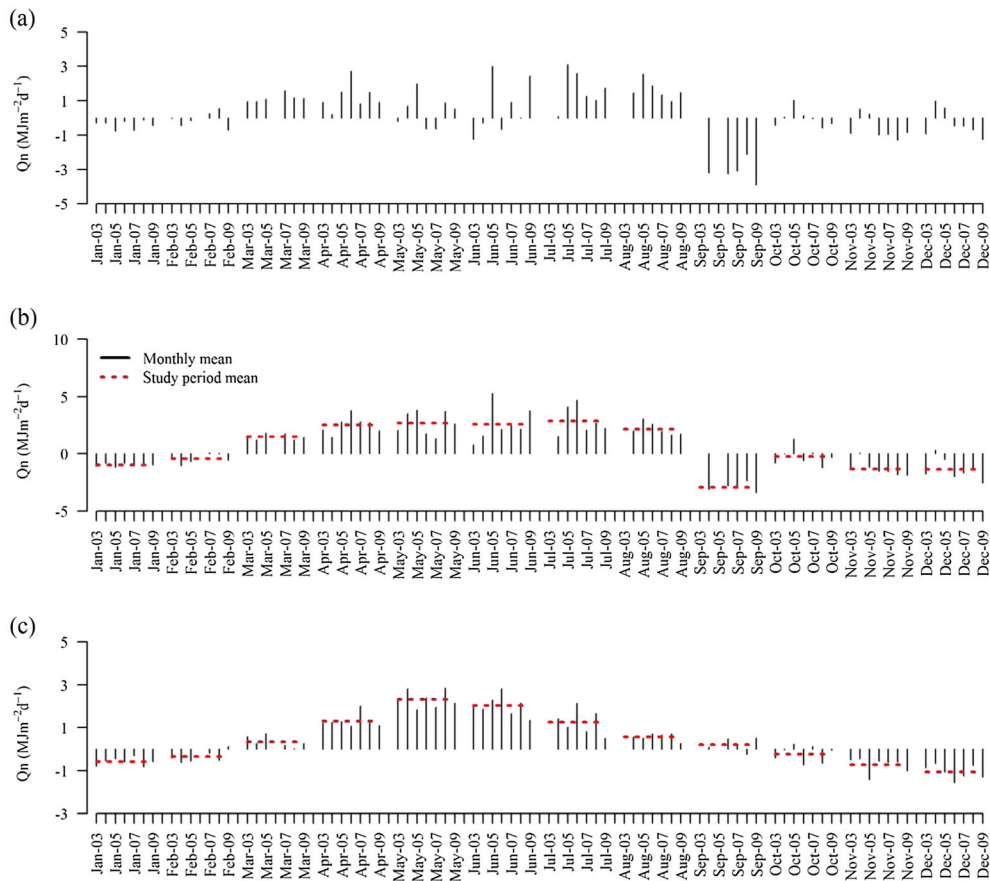 (a)
5
3
1
-1
-3
-5
Qn (MJm−2d−1)
Jan-03
Jan-05
Jan-07
Jan-09
Feb-03
Feb-05
Feb-07
Feb-09
Mar-03
Mar-05
Mar-07
Mar-09
Apr-03
Apr-05
Apr-07
Apr-09
May-03
May-05
May-07
May-09
Jun-03
Jun-05
Jun-07
Jun-09
Jul-03
Jul-05
Jul-07
Jul-09
Aug-03
Aug-05
Aug-07
Aug-09
Sep-03
Sep-05
Sep-07
Sep-09
Oct-03
Oct-05
Oct-07
Oct-09
Nov-03
Nov-05
Nov-07
Nov-09
Dec-03
Dec-05
Dec-07
Dec-09
(b)
10
5
0
-5
Qn (MJm−2d−1)
Monthly mean
Study period mean
Jan-03
Jan-05
Jan-07
Jan-09
Feb-03
Feb-05
Feb-07
Feb-09
Mar-03
Mar-05
Mar-07
Mar-09
Apr-03
Apr-05
Apr-07
Apr-09
May-03
May-05
May-07
May-09
Jun-03
Jun-05
Jun-07
Jun-09
Jul-03
Jul-05
Jul-07
Jul-09
Aug-03
Aug-05
Aug-07
Aug-09
Sep-03
Sep-05
Sep-07
Sep-09
Oct-03
Oct-05
Oct-07
Oct-09
Nov-03
Nov-05
Nov-07
Nov-09
Dec-03
Dec-05
Dec-07
Dec-09
(c)
5
3
1
-1
-3
Qn (MJm−2d−1)
Jan-03
Jan-05
Jan-07
Jan-09
Feb-03
Feb-05
Feb-07
Feb-09
Mar-03
Mar-05
Mar-07
Mar-09
Apr-03
Apr-05
Apr-07
Apr-09
May-03
May-05
May-07
May-09
Jun-03
Jun-05
Jun-07
Jun-09
Jul-03
Jul-05
Jul-07
Jul-09
Aug-03
Aug-05
Aug-07
Aug-09
Sep-03
Sep-05
Sep-07
Sep-09
Oct-03
Oct-05
Oct-07
Oct-09
Nov-03
Nov-05
Nov-07
Nov-09
Dec-03
Dec-05
Dec-07
Dec-09